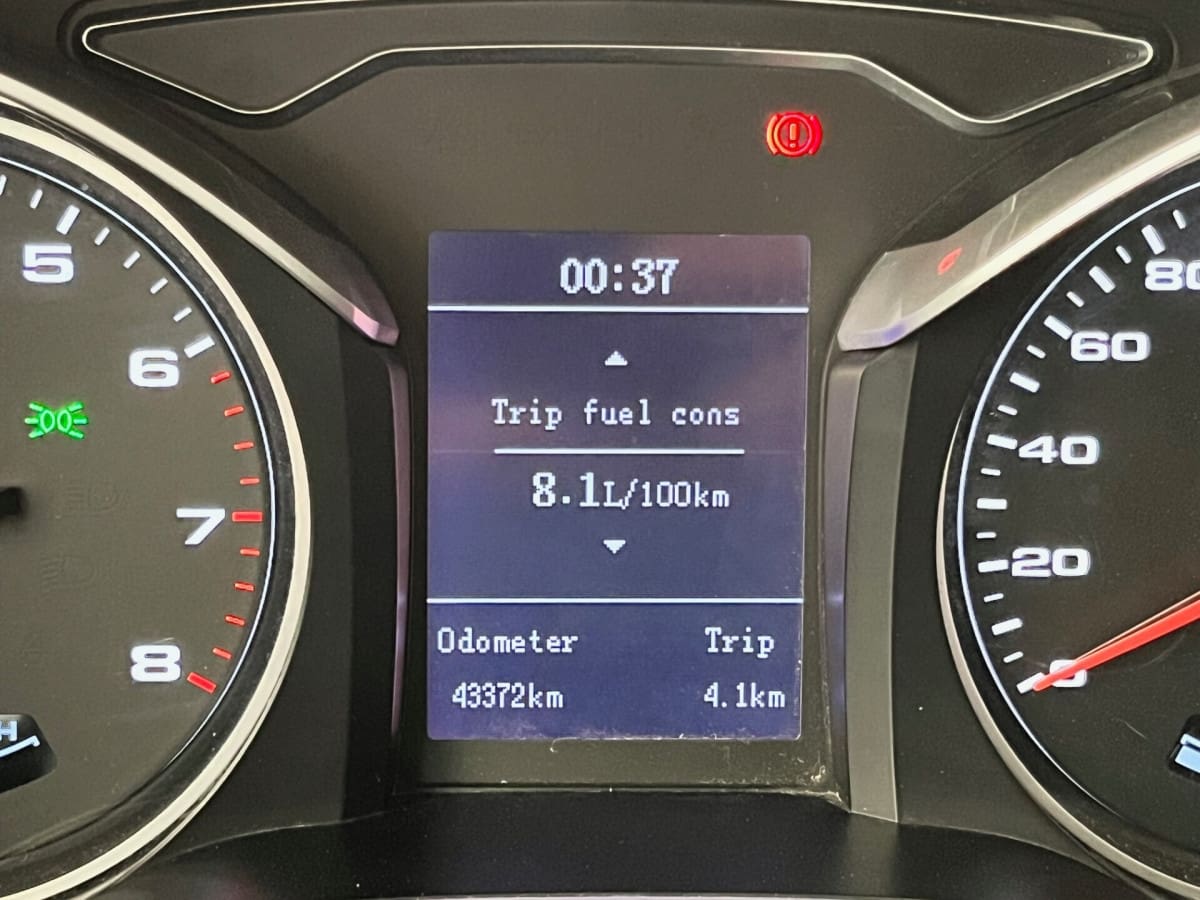 00:37
Trip fuel cons
8.1L/100km
Odometer Trip
43372km 4.1km
5
6
7
8
H
80
60
40
20
0